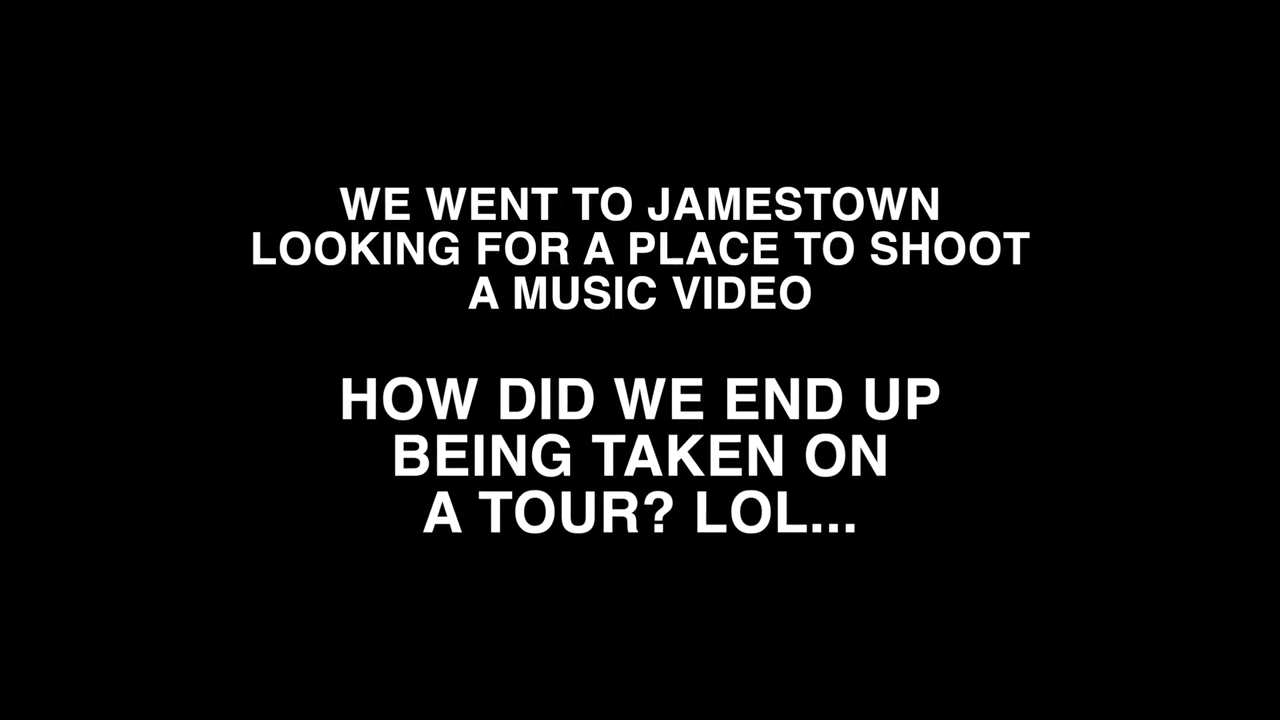 WE WENT TO JAMESTOWN
LOOKING FOR A PLACE TO SHOOT
A MUSIC VIDEO
HOW DID WE END UP
BEING TAKEN ON
A TOUR? LOL...